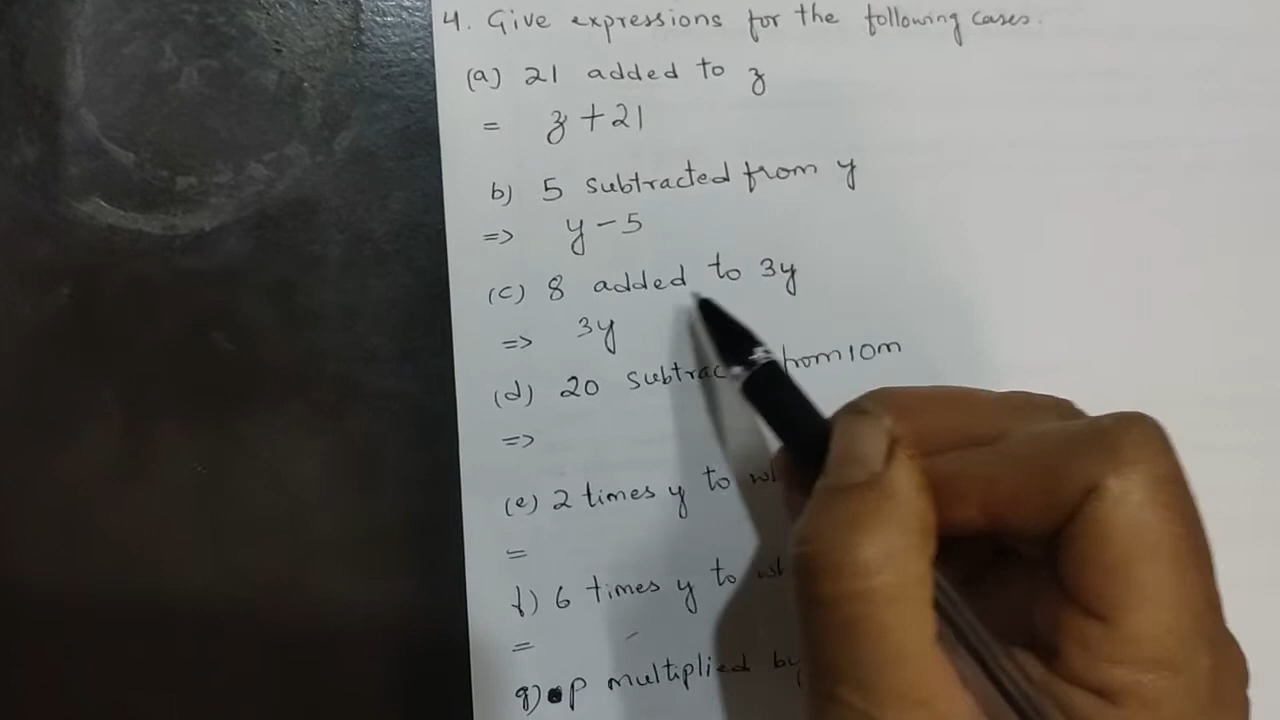 4. Give expressions for the following cases.
(a) 21 added to z
= z + 21
b) 5 subtracted from y
=> y - 5
(c) 8 added to 3y
=> 3y
(d) 20 from 10m
=>
(e) 2 times y to
=
f) 6 times y to
=
g) p multiplied by